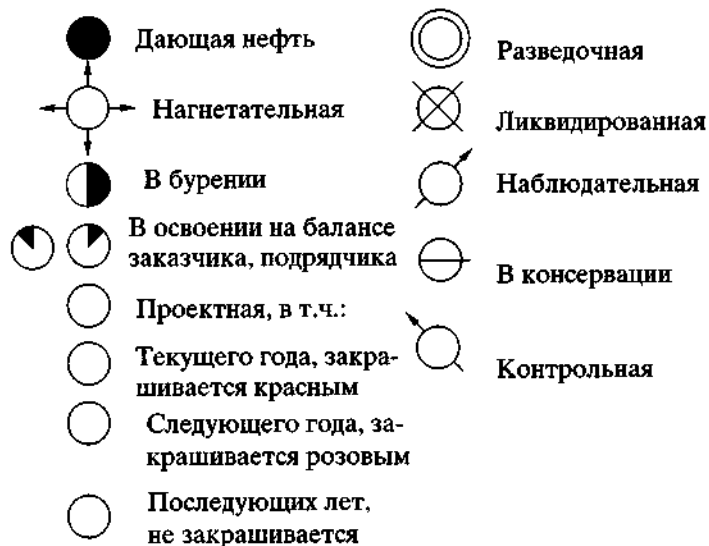 Дающая нефть
Нагнетательная
В бурении
В освоении на балансе
заказчика, подрядчика
Проектная, в т.ч.:
Текущего года, закра-
шивается красным
Следующего года, за-
крашивается розовым
Последующих лет,
не закрашивается
Разведочная
Ликвидированная
Наблюдательная
В консервации
Контрольная